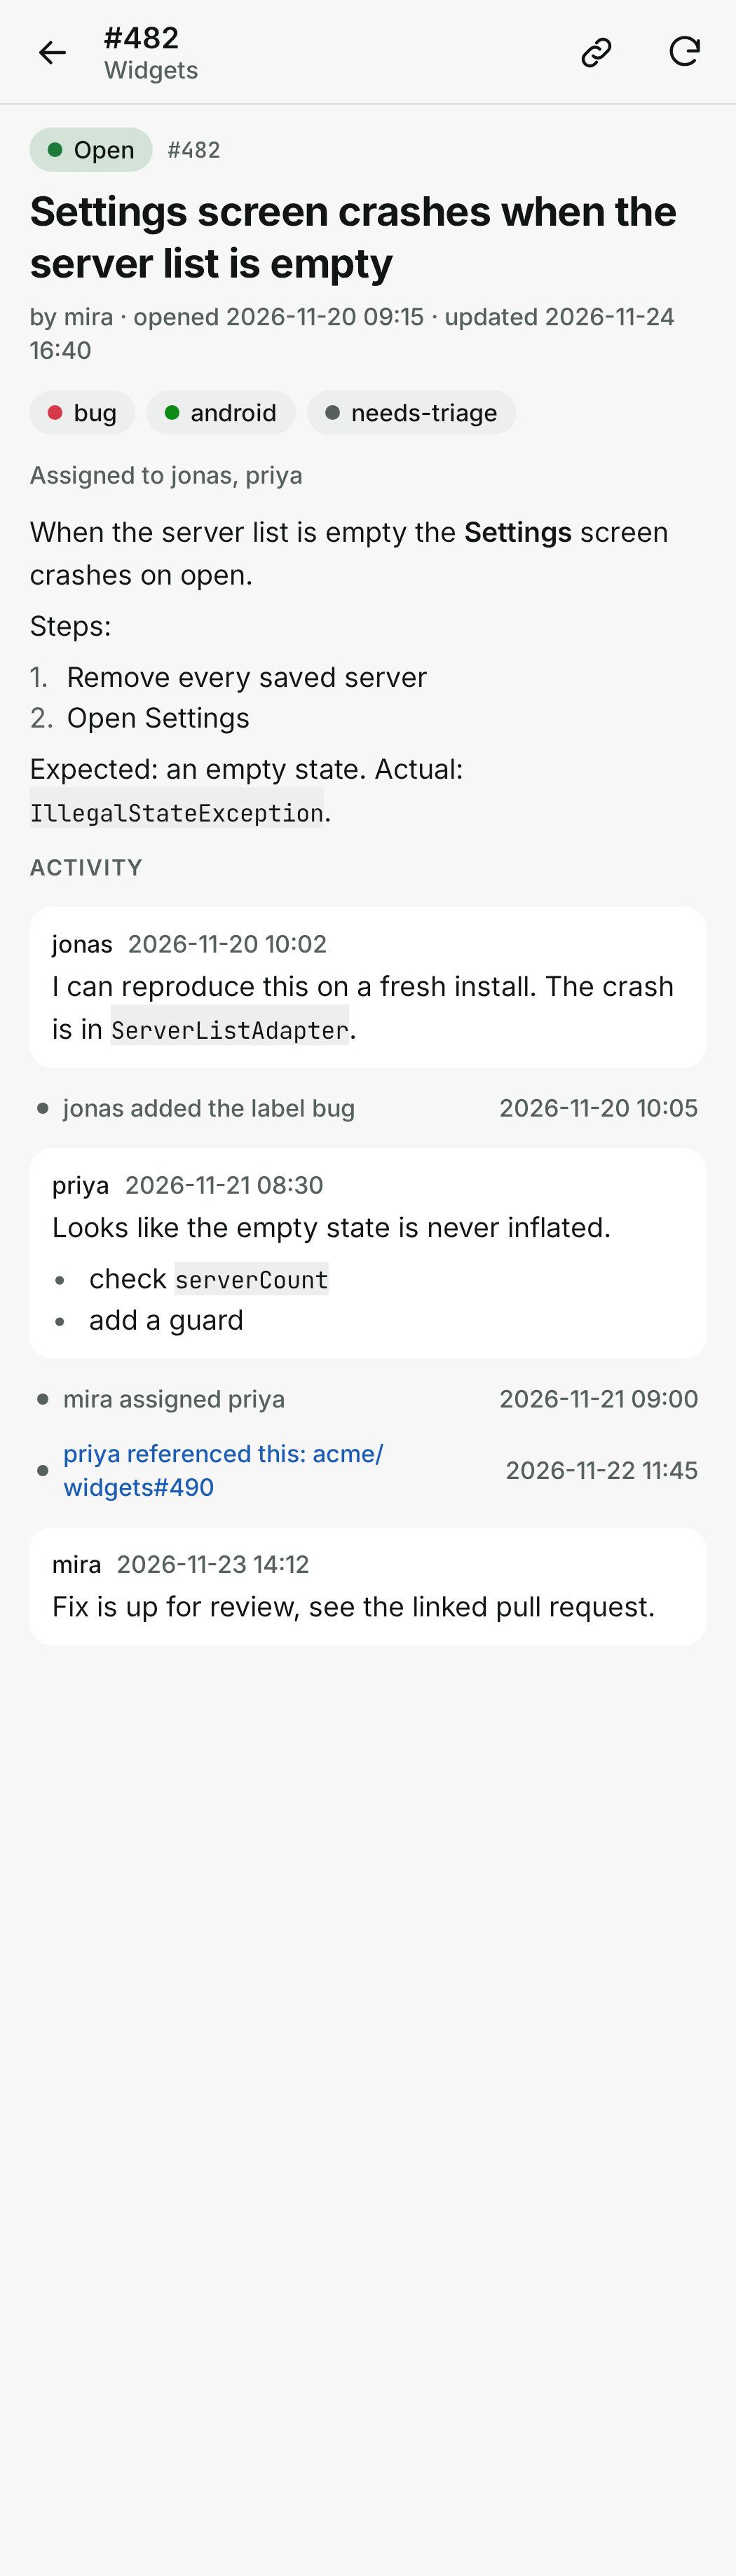 #482
Widgets
Open #482
Settings screen crashes when the
server list is empty
by mira · opened 2026-11-20 09:15 · updated 2026-11-24
16:40
bug android needs-triage
Assigned to jonas, priya
When the server list is empty the Settings screen
crashes on open.
Steps:
1. Remove every saved server
2. Open Settings
Expected: an empty state. Actual:
IllegalStateException.
ACTIVITY
jonas 2026-11-20 10:02
I can reproduce this on a fresh install. The crash
is in ServerListAdapter.
jonas added the label bug 2026-11-20 10:05
priya 2026-11-21 08:30
Looks like the empty state is never inflated.
• check serverCount
• add a guard
mira assigned priya 2026-11-21 09:00
priya referenced this: acme/
widgets#490 2026-11-22 11:45
mira 2026-11-23 14:12
Fix is up for review, see the linked pull request.